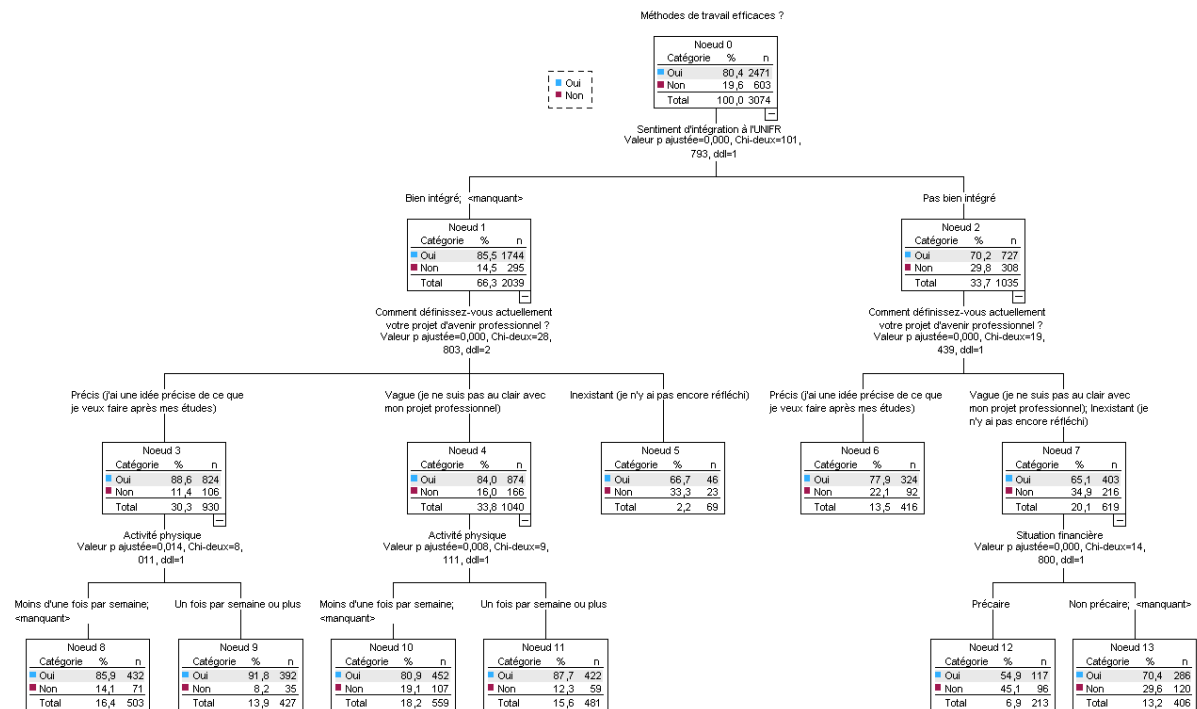 Méthodes de travail efficaces ?
Noeud 0
Catégorie % n
Oui 80,4 2471
Non 19,6 603
Total 100,0 3074
Oui
Non
Sentiment d'intégration à l'UNIFR
Valeur p ajustée=0,000, Chi-deux=101,
793, ddl=1
Bien intégré; <manquant>
Pas bien intégré
Noeud 1
Catégorie % n
Oui 85,5 1744
Non 14,5 295
Total 66,3 2039
Noeud 2
Catégorie % n
Oui 70,2 727
Non 29,8 308
Total 33,7 1035
Comment définissez-vous actuellement
votre projet d'avenir professionnel ?
Valeur p ajustée=0,000, Chi-deux=28,
803, ddl=2
Comment définissez-vous actuellement
votre projet d'avenir professionnel ?
Valeur p ajustée=0,000, Chi-deux=19,
439, ddl=1
Précis (j'ai une idée précise de ce que
je veux faire après mes études)
Vague (je ne suis pas au clair avec
mon projet professionnel)
Inexistant (je n'y ai pas encore réfléchi)
Précis (j'ai une idée précise de ce que
je veux faire après mes études)
Vague (je ne suis pas au clair avec
mon projet professionnel); Inexistant (je
n'y ai pas encore réfléchi)
Noeud 3
Catégorie % n
Oui 88,6 824
Non 11,4 106
Total 30,3 930
Noeud 4
Catégorie % n
Oui 84,0 874
Non 16,0 166
Total 33,8 1040
Noeud 5
Catégorie % n
Oui 66,7 46
Non 33,3 23
Total 2,2 69
Noeud 6
Catégorie % n
Oui 77,9 324
Non 22,1 92
Total 13,5 416
Noeud 7
Catégorie % n
Oui 65,1 403
Non 34,9 216
Total 20,1 619
Activité physique
Valeur p ajustée=0,014, Chi-deux=8,
011, ddl=1
Activité physique
Valeur p ajustée=0,008, Chi-deux=9,
111, ddl=1
Situation financière
Valeur p ajustée=0,000, Chi-deux=14,
800, ddl=1
Moins d'une fois par semaine;
<manquant>
Un fois par semaine ou plus
Moins d'une fois par semaine;
<manquant>
Un fois par semaine ou plus
Précaire
Non précaire; <manquant>
Noeud 8
Catégorie % n
Oui 85,9 432
Non 14,1 71
Total 16,4 503
Noeud 9
Catégorie % n
Oui 91,8 392
Non 8,2 35
Total 13,9 427
Noeud 10
Catégorie % n
Oui 80,9 452
Non 19,1 107
Total 18,2 559
Noeud 11
Catégorie % n
Oui 87,7 422
Non 12,3 59
Total 15,6 481
Noeud 12
Catégorie % n
Oui 54,9 117
Non 45,1 96
Total 6,9 213
Noeud 13
Catégorie % n
Oui 70,4 286
Non 29,6 120
Total 13,2 406